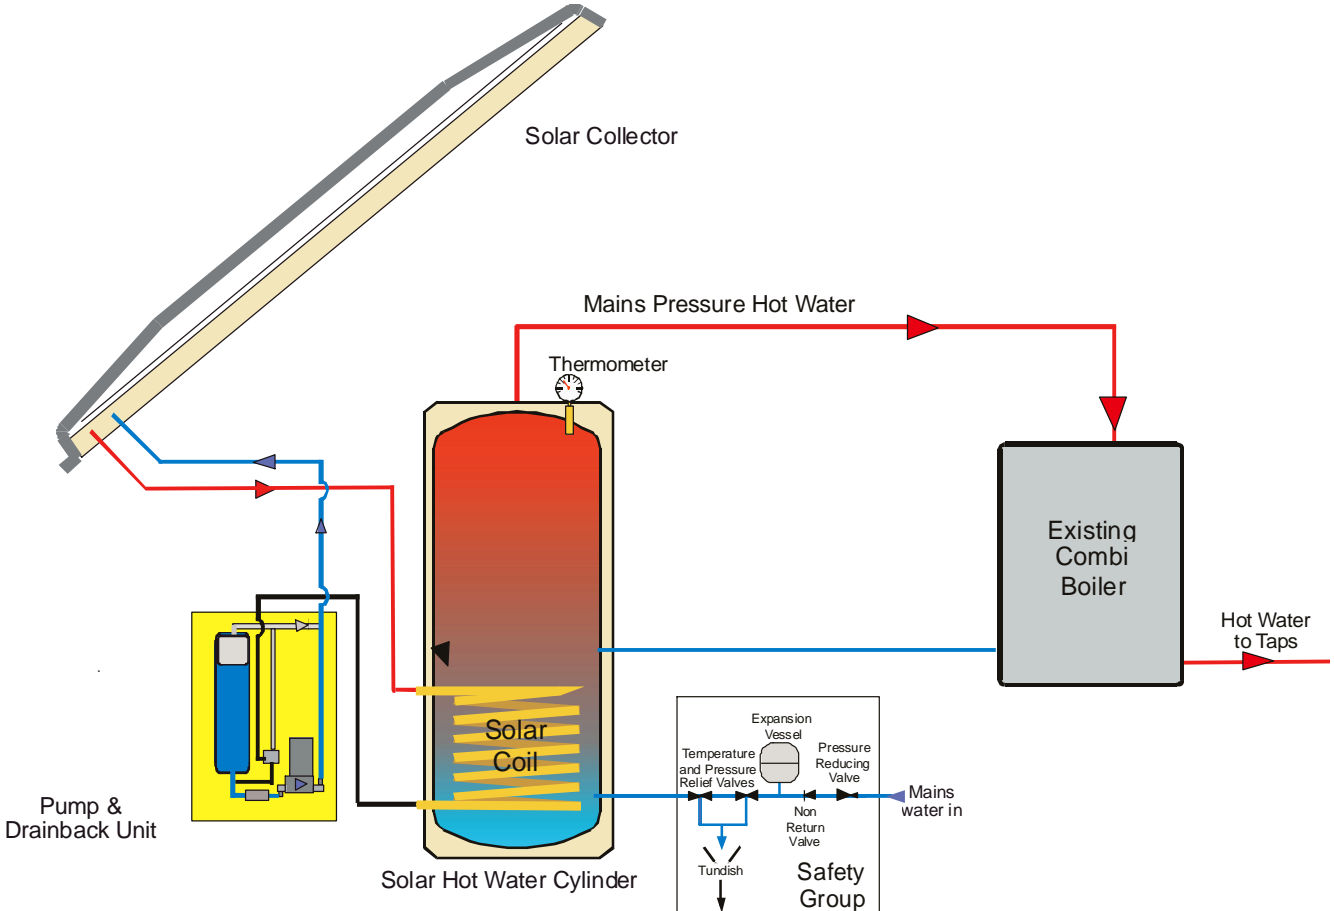 Solar Collector
Mains Pressure Hot Water
Thermometer
Existing
Combi
Boiler
Hot Water
to Taps
Solar
Coil
Expansion
Vessel
Temperature
and Pressure
Relief Valves
Pressure
Reducing
Valve
Mains
water in
Non
Return
Valve
Tundish
Safety
Group
Pump &
Drainback Unit
Solar Hot Water Cylinder